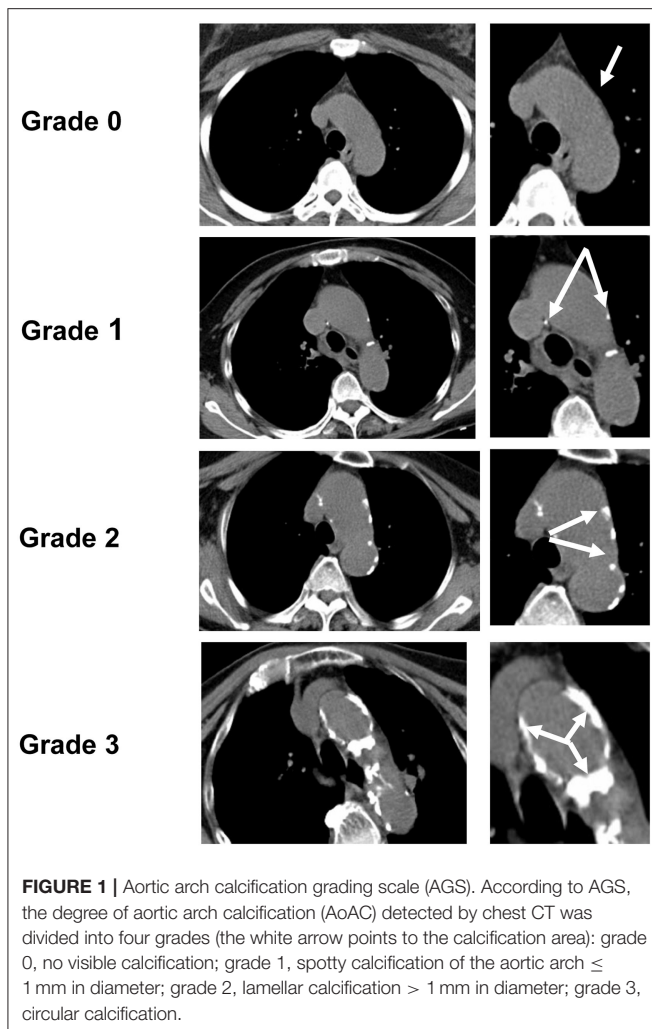 Grade 0
Grade 1
Grade 2
Grade 3
FIGURE 1 | Aortic arch calcification grading scale (AGS). According to AGS,
the degree of aortic arch calcification (AoAC) detected by chest CT was
divided into four grades (the white arrow points to the calcification area): grade
0, no visible calcification; grade 1, spotty calcification of the aortic arch ≤
1 mm in diameter; grade 2, lamellar calcification > 1 mm in diameter; grade 3,
circular calcification.